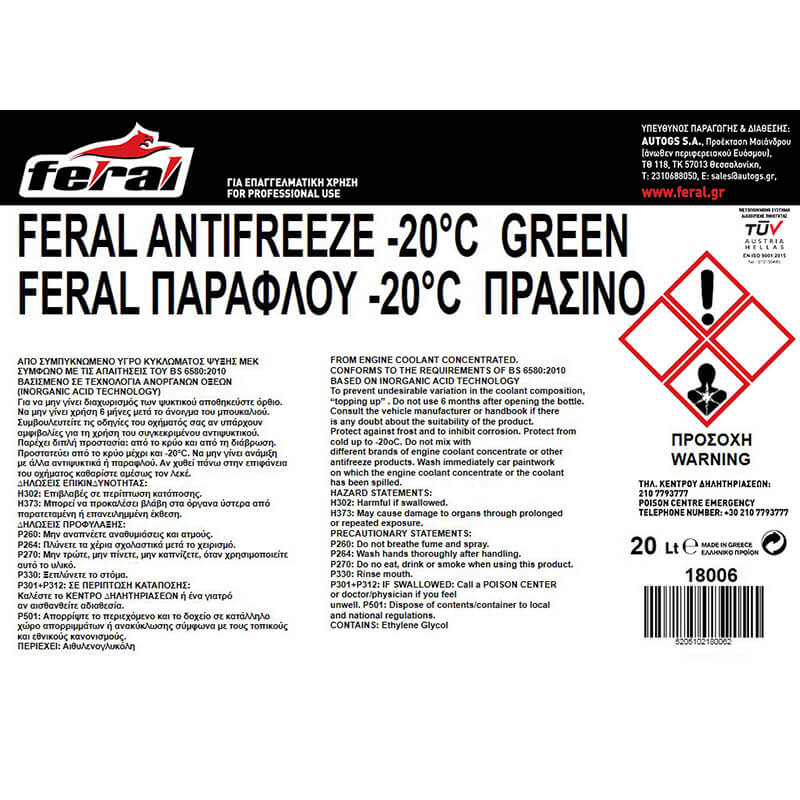 feral
ΓΙΑ ΕΠΑΓΓΕΛΜΑΤΙΚΗ ΧΡΗΣΗ
FOR PROFESSIONAL USE
ΥΠΕΥΘΥΝΟΣ ΠΑΡΑΓΩΓΗΣ & ΔΙΑΘΕΣΗΣ:
AUTOGS S.A., Προέκταση Μαιάνδρου
(άνωθεν περιφερειακού Ευόσμου),
ΤΘ 118, ΤΚ 57013 Θεσσαλονίκη,
Τ: 2310688050, E: sales@autogs.gr,
www.feral.gr
FERAL ANTIFREEZE -20°C GREEN
FERAL ΠΑΡΑΦΛΟΥ -20°C ΠΡΑΣΙΝΟ
ΠΙΣΤΟΠΟΙΗΜΕΝΟ ΣΥΣΤΗΜΑ
ΔΙΑΧΕΙΡΙΣΗΣ ΠΟΙΟΤΗΤΑΣ
TÜV
AUSTRIA
HELLAS
EN ISO 9001:2015
ΑΠΟ ΣΥΜΠΥΚΝΩΜΕΝΟ ΥΓΡΟ ΚΥΚΛΩΜΑΤΟΣ ΨΥΞΗΣ ΜΕΚ
ΣΥΜΦΩΝΟ ΜΕ ΤΙΣ ΑΠΑΙΤΗΣΕΙΣ ΤΟΥ BS 6580:2010
ΒΑΣΙΣΜΕΝΟ ΣΕ ΤΕΧΝΟΛΟΓΙΑ ΑΝΟΡΓΑΝΩΝ ΟΞΕΩΝ
(INORGANIC ACID TECHNOLOGY)
Για να μην γίνει διαχωρισμός των ψυκτικού αποθηκεύστε όρθιο.
Να μην γίνει χρήση 6 μήνες μετά το άνοιγμα του μπουκαλιού.
Συμβουλευτείτε τις οδηγίες του οχήματός σας αν υπάρχουν
αμφιβολίες για τη χρήση του συγκεκριμένου αντιψυκτικού.
Παρέχει διπλή προστασία: από το κρύο και από τη διάβρωση.
Προστατεύει από το κρύο μέχρι και -20°C. Να μην γίνει ανάμιξη
με άλλα αντιψυκτικά ή παραφλού. Αν χυθεί πάνω στην επιφάνεια
του οχήματος καθαρίστε αμέσως τον λεκέ.
ΔΗΛΩΣΕΙΣ ΕΠΙΚΙΝΔΥΝΟΤΗΤΑΣ:
H302: Επιβλαβές σε περίπτωση κατάποσης.
H373: Μπορεί να προκαλέσει βλάβη στα όργανα ύστερα από
παρατεταμένη ή επανειλημμένη έκθεση.
ΔΗΛΩΣΕΙΣ ΠΡΟΦΥΛΑΞΗΣ:
P260: Μην αναπνέετε αναθυμιάσεις και ατμούς.
P264: Πλύνετε τα χέρια σχολαστικά μετά το χειρισμό.
P270: Μην τρώτε, μην πίνετε, μην καπνίζετε, όταν χρησιμοποιείτε
αυτό το υλικό.
P330: Ξεπλύνετε το στόμα.
P301+P312: ΣΕ ΠΕΡΙΠΤΩΣΗ ΚΑΤΑΠΟΣΗΣ:
Καλέστε το ΚΕΝΤΡΟ ΔΗΛΗΤΗΡΙΑΣΕΩΝ ή ένα γιατρό
αν αισθανθείτε αδιαθεσία.
P501: Απορρίψτε το περιεχόμενο και το δοχείο σε κατάλληλο
χώρο απορριμμάτων ή ανακύκλωσης σύμφωνα με τους τοπικούς
και εθνικούς κανονισμούς.
ΠΕΡΙΕΧΕΙ: Αιθυλενογλυκόλη
FROM ENGINE COOLANT CONCENTRATED.
CONFORMS TO THE REQUIREMENTS OF BS 6580:2010
BASED ON INORGANIC ACID TECHNOLOGY
To prevent undesirable variation in the coolant composition,
“topping up” . Do not use 6 months after opening the bottle.
Consult the vehicle manufacturer or handbook if there
is any doubt about the suitability of the product.
Protect against frost and to inhibit corrosion. Protect from
cold up to -20oC. Do not mix with
different brands of engine coolant concentrate or other
antifreeze products. Wash immediately car paintwork
on which the engine coolant concentrate or the coolant
has been spilled.
HAZARD STATEMENTS:
H302: Harmful if swallowed.
H373: May cause damage to organs through prolonged
or repeated exposure.
PRECAUTIONARY STATEMENTS:
P260: Do not breathe fume and spray.
P264: Wash hands thoroughly after handling.
P270: Do no eat, drink or smoke when using this product.
P330: Rinse mouth.
P301+P312: IF SWALLOWED: Call a POISON CENTER
or doctor/physician if you feel
unwell. P501: Dispose of contents/container to local
and national regulations.
CONTAINS: Ethylene Glycol
ΠΡΟΣΟΧΗ
WARNING
ΤΗΛ. ΚΕΝΤΡΟΥ ΔΗΛΗΤΗΡΙΑΣΕΩΝ:
210 7793777
POISON CENTRE EMERGENCY
TELEPHONE NUMBER: +30 210 7793777
20 Lt e
MADE IN GREECE
ΕΛΛΗΝΙΚΟ ΠΡΟΪΟΝ
18006
5205102180062